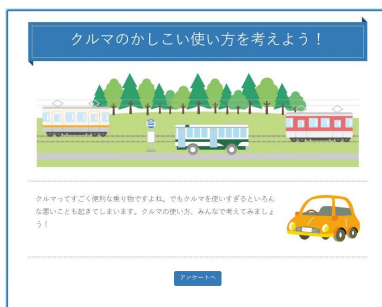 クルマのかしこい使い方を考えよう！
クルマってすごく便利な乗り物ですよね。でもクルマを使いすぎるといろん
な悪いことも起きてしまいます。クルマの使い方、みんなで考えてみましょ
う！
アンケートへ